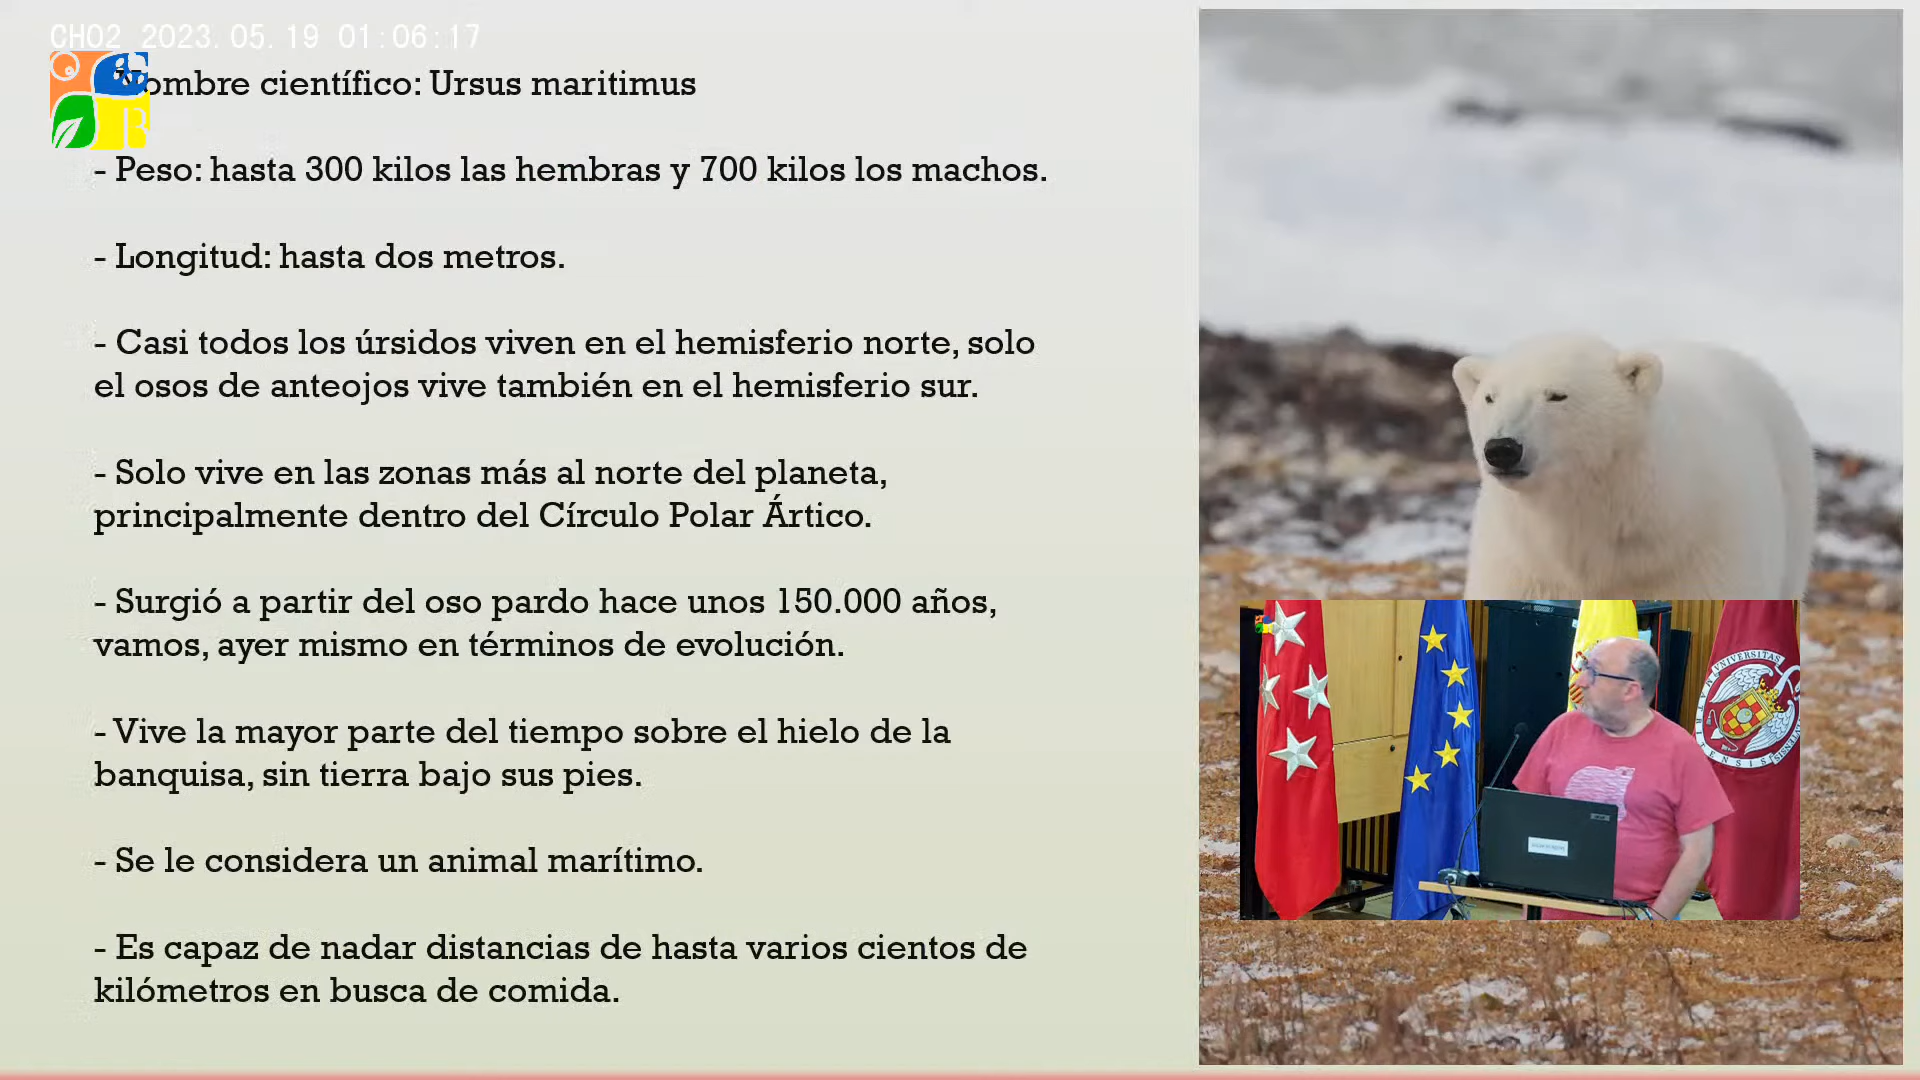 CH02 2023.05.19 01:06:17
Nombre científico: Ursus maritimus
- Peso: hasta 300 kilos las hembras y 700 kilos los machos.
- Longitud: hasta dos metros.
- Casi todos los úrsidos viven en el hemisferio norte, solo
el osos de anteojos vive también en el hemisferio sur.
- Solo vive en las zonas más al norte del planeta,
principalmente dentro del Círculo Polar Ártico.
- Surgió a partir del oso pardo hace unos 150.000 años,
vamos, ayer mismo en términos de evolución.
- Vive la mayor parte del tiempo sobre el hielo de la
banquisa, sin tierra bajo sus pies.
- Se le considera un animal marítimo.
- Es capaz de nadar distancias de hasta varios cientos de
kilómetros en busca de comida.
B
VNIVERSITAS